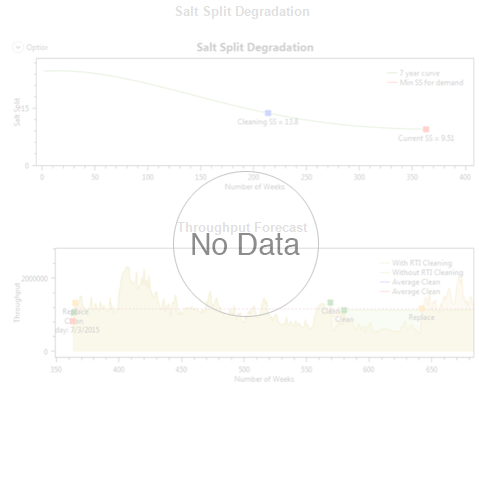 Salt Split Degradation
Option
Salt Split Degradation
7 year curve
Min SS for demand
Salt Split
15
0
Cleaning SS = 13.8
Current SS = 9.51
0 50 100 150 200 250 300 350 400
Number of Weeks
Throughput Forecast
No Data
With RTI Cleaning
Without RTI Cleaning
Average Clean
Average Clean
Throughput
2000000
0
Replace
Clean
day: 7/3/2015
Clean
Clean
Replace
350 400 450 500 550 600 650
Number of Weeks